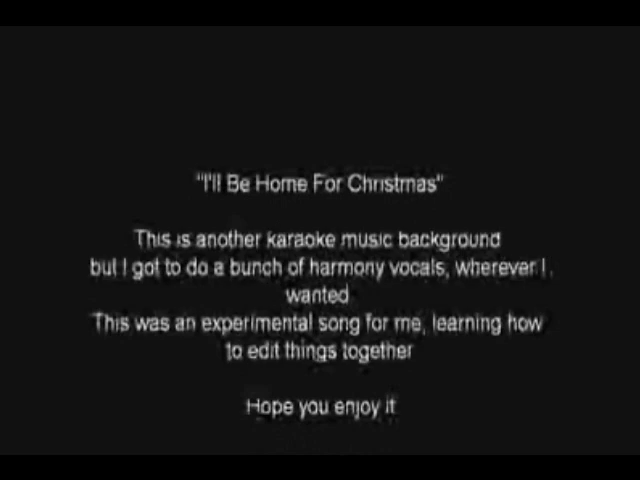 "I'll Be Home For Christmas"
This is another karaoke music background
but I got to do a bunch of harmony vocals, wherever I
wanted
This was an experimental song for me, learning how
to edit things together
Hope you enjoy it